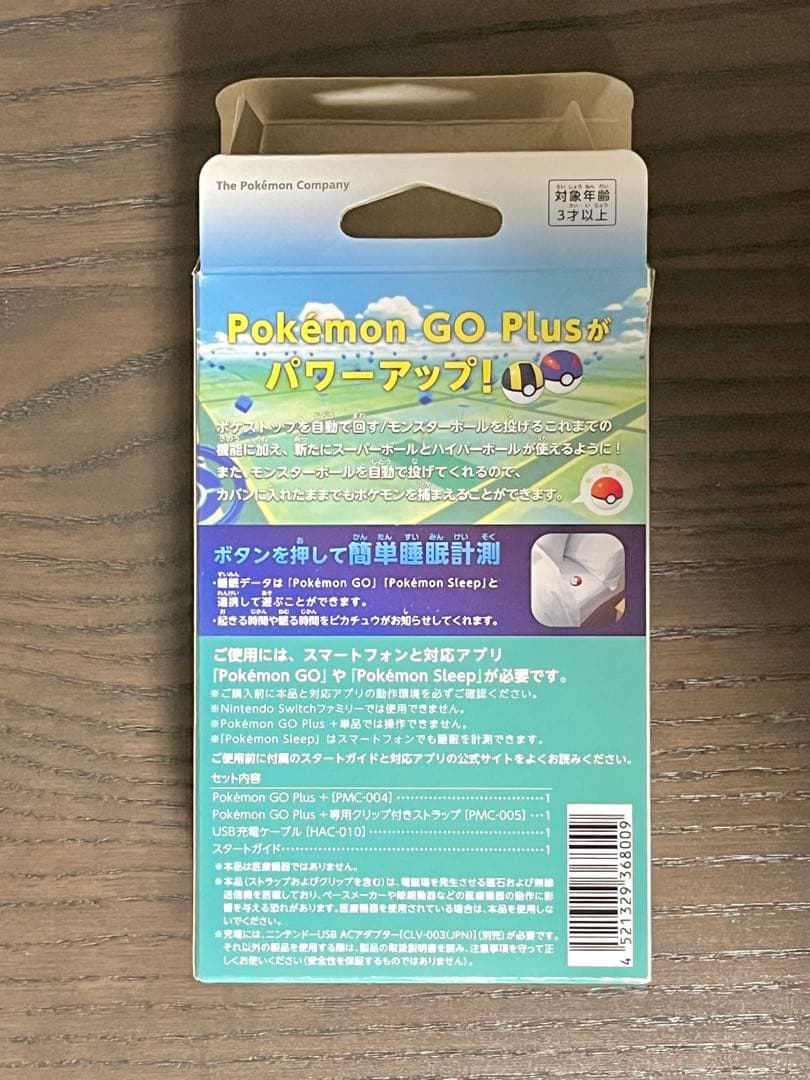 The Pokémon Company
対象年齢
3才以上
Pokémon GO Plusが
パワーアップ!
ポケストップを自動で回す/モンスターボールを投げるこれまでの
機能に加え、新たにスーパーボールとハイパーボールが使えるように!
また、モンスターボールを自動で投げてくれるので、
カバンに入れたままでもポケモンを捕まえることができます。
ボタンを押して簡単睡眠計測
・睡眠データは「Pokémon GO」「Pokémon Sleep」と
連携して遊ぶことができます。
・起きる時間や眠る時間をピカチュウがお知らせしてくれます。
ご使用には、スマートフォンと対応アプリ
「Pokémon GO」や「Pokémon Sleep」が必要です。
※ご購入前に本品と対応アプリの動作環境を必ずご確認ください。
※Nintendo Switchファミリーでは使用できません。
※Pokémon GO Plus +単品では操作できません。
※「Pokémon Sleep」はスマートフォンでも睡眠を計測できます。
ご使用前に付属のスタートガイドと対応アプリの公式サイトをよくお読みください。
セット内容
Pokémon GO Plus +[PMC-004]……………………………1
Pokémon GO Plus +専用クリップ付きストラップ[PMC-005]…1
USB充電ケーブル[HAC-010]……………………………1
スタートガイド……………………………………………1
※本品は医療機器ではありません。
※本品(ストラップおよびクリップを含む)は、電磁場を発生させる磁石および無線
送信機を搭載しており、ペースメーカーや除細動器などの医療機器の動作に影
響を与える恐れがあります。医療機器を使用されている場合は、本品を使用しな
いでください。
※充電には、ニンテンドーUSB ACアダプター[CLV-003(JPN)](別売)が必要です。
それ以外の製品を使用する際は、製品の取扱説明書を読み、注意事項を守って正
しくお使いください(安全性を保証するものではありません)。
4 521329 368009